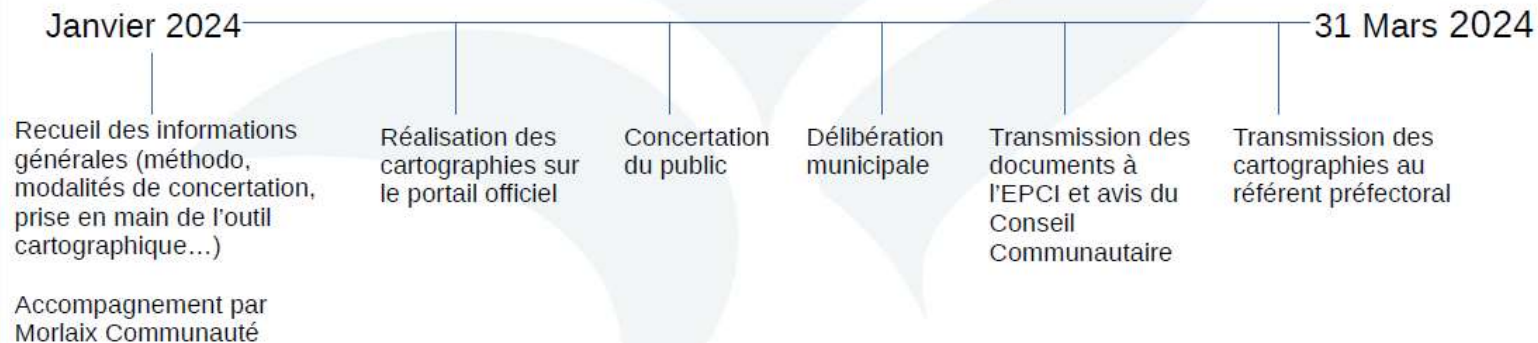 Janvier 2024
31 Mars 2024
Recueil des informations
générales (méthodo,
modalités de concertation,
prise en main de l'outil
cartographique…)
Accompagnement par
Morlaix Communauté
Réalisation des
cartographies sur
le portail officiel
Concertation
du public
Délibération
municipale
Transmission des
documents à
l'EPCI et avis du
Conseil
Communautaire
Transmission des
cartographies au
référent préfectoral